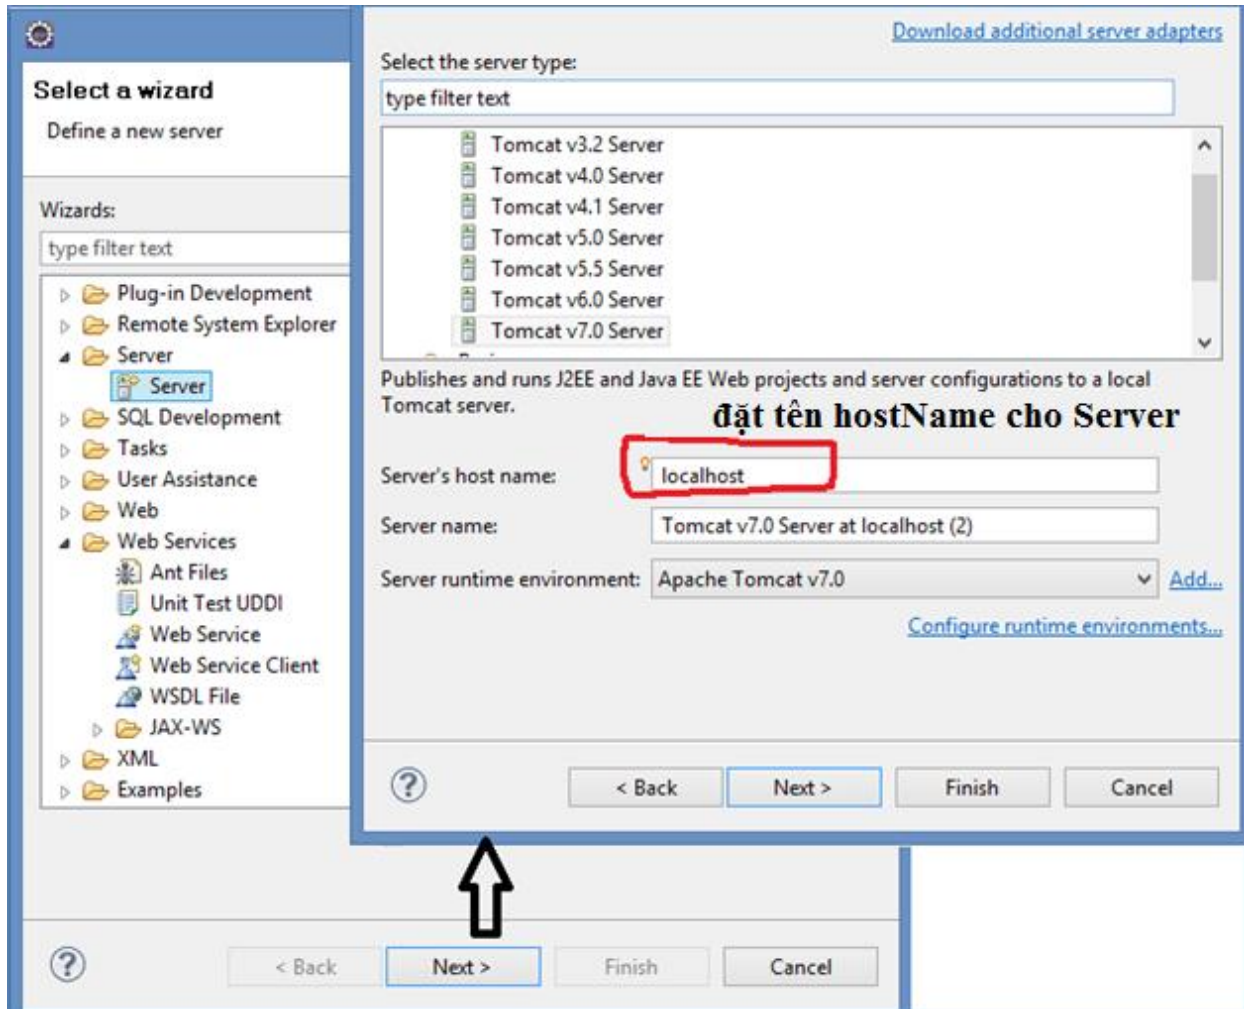 Select a wizard
Define a new server
Wizards:
type filter text
Plug-in Development
Remote System Explorer
Server
Server
SQL Development
Tasks
User Assistance
Web
Web Services
Ant Files
Unit Test UDDI
Web Service
Web Service Client
WSDL File
JAX-WS
XML
Examples
< Back
Next >
Finish
Cancel
Download additional server adapters
Select the server type:
type filter text
Tomcat v3.2 Server
Tomcat v4.0 Server
Tomcat v4.1 Server
Tomcat v5.0 Server
Tomcat v5.5 Server
Tomcat v6.0 Server
Tomcat v7.0 Server
Publishes and runs J2EE and Java EE Web projects and server configurations to a local
Tomcat server.
đặt tên hostName cho Server
Server's host name: localhost
Server name: Tomcat v7.0 Server at localhost (2)
Server runtime environment: Apache Tomcat v7.0 Add...
Configure runtime environments...
< Back
Next >
Finish
Cancel